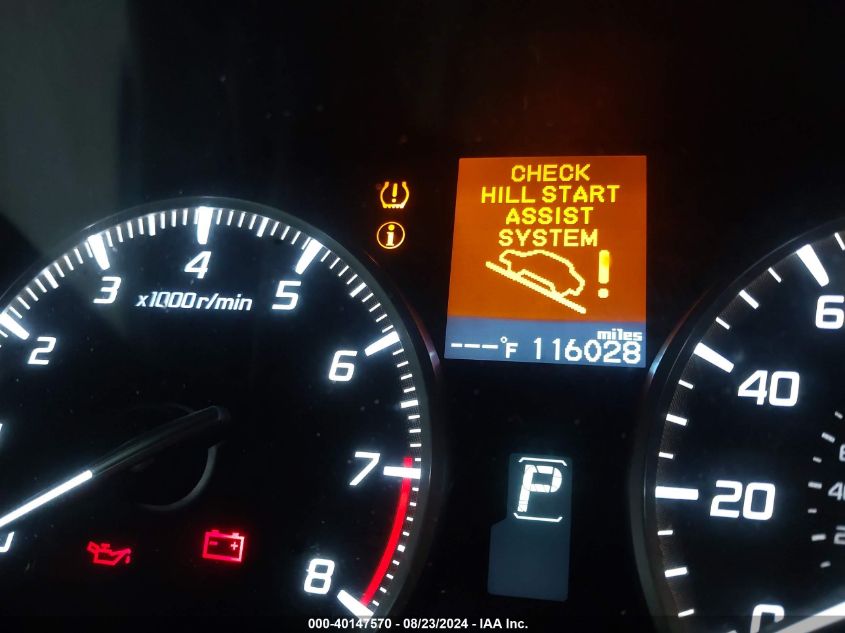 CHECK
HILL START
ASSIST
SYSTEM
!
miles
---°F 116028
2
3
4
5
6
7
8
x1000r/min
P
0
20
40
000-40147570 - 08/23/2024 - IAA Inc.